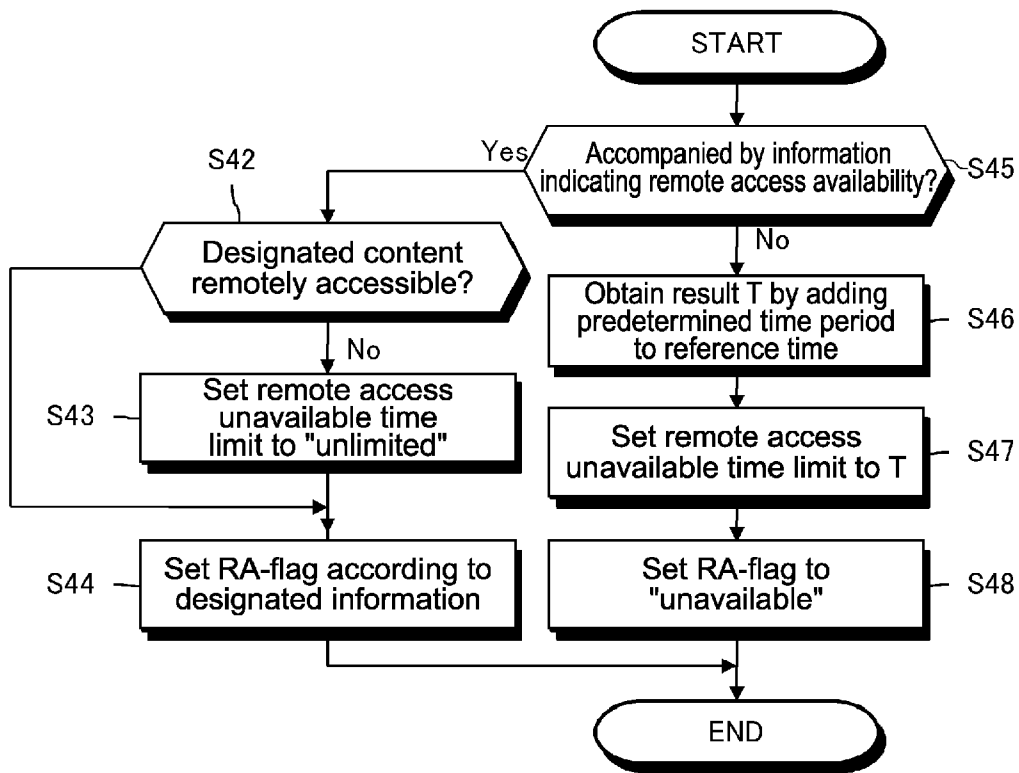 START
Accompanied by information
indicating remote access availability?
S45
Yes
No
S42
Designated content
remotely accessible?
No
Obtain result T by adding
predetermined time period
to reference time
S46
S43
Set remote access
unavailable time
limit to "unlimited"
Set remote access
unavailable time limit to T
S47
S44
Set RA-flag according to
designated information
Set RA-flag to
"unavailable"
S48
END